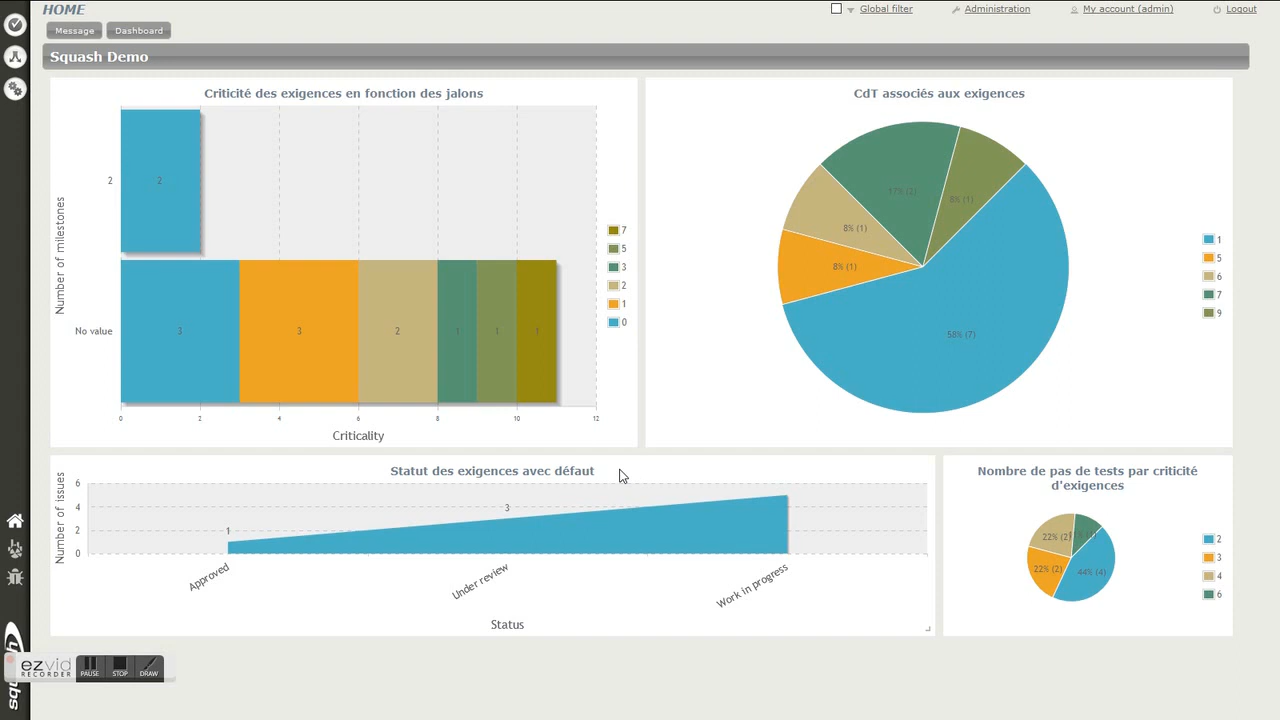 HOME
Global filter
Administration
My account (admin)
Logout
Message
Dashboard
Squash Demo
Criticité des exigences en fonction des jalons
Number of milestones
2
2
No value
3
3
2
1
1
1
0
2
4
6
8
10
12
Criticality
7
5
3
2
1
0
CdT associés aux exigences
17% (2)
8% (1)
8% (1)
8% (1)
58% (7)
1
5
6
7
9
Statut des exigences avec défaut
Number of issues
6
4
2
0
1
3
Approved
Under review
Work in progress
Status
Nombre de pas de tests par criticité
d'exigences
22% (2)
22% (2)
44% (4)
2
3
4
6
ezvid
RECORDER
PAUSE
STOP
DRAW